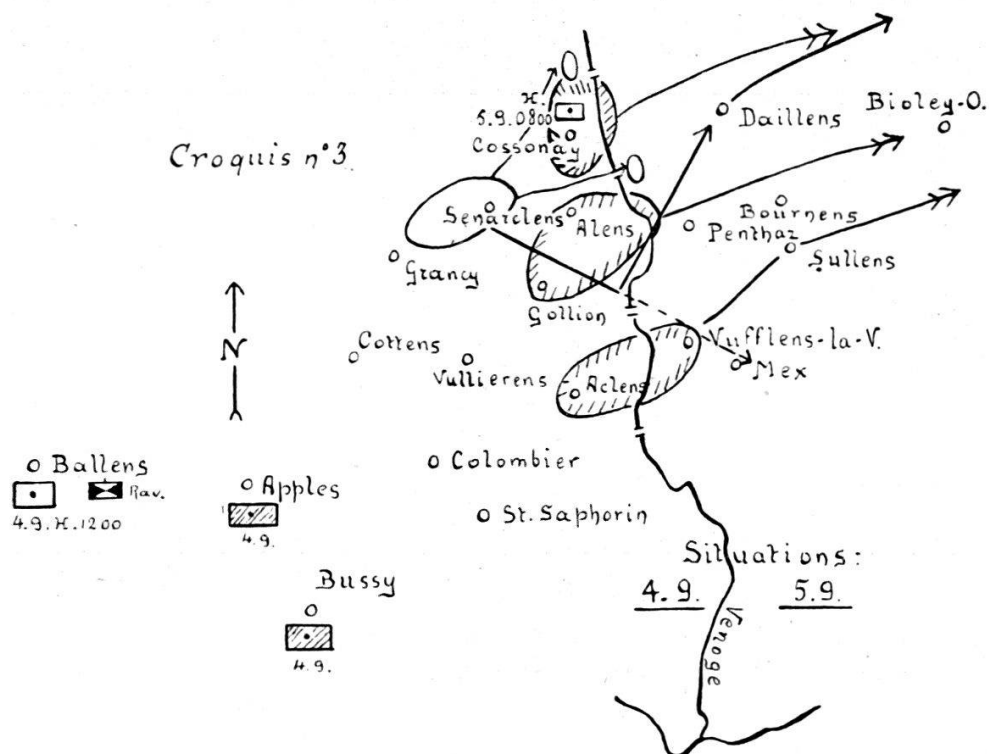 Croquis n°3.
H.
5.9.0800
Cossonay
Daillens
Bioley-O.
Senarclens
Alens
Bournens
Penthaz
Sullens
Grancy
Gollion
N
Cottens
Vullierens
Aclens
Vufflens-la-V.
Mex
Ballens
Rav.
4.9.H.1200
Apples
4.9.
Colombier
St. Saphorin
Bussy
4.9.
Situations:
4.9. 5.9.
Venoge